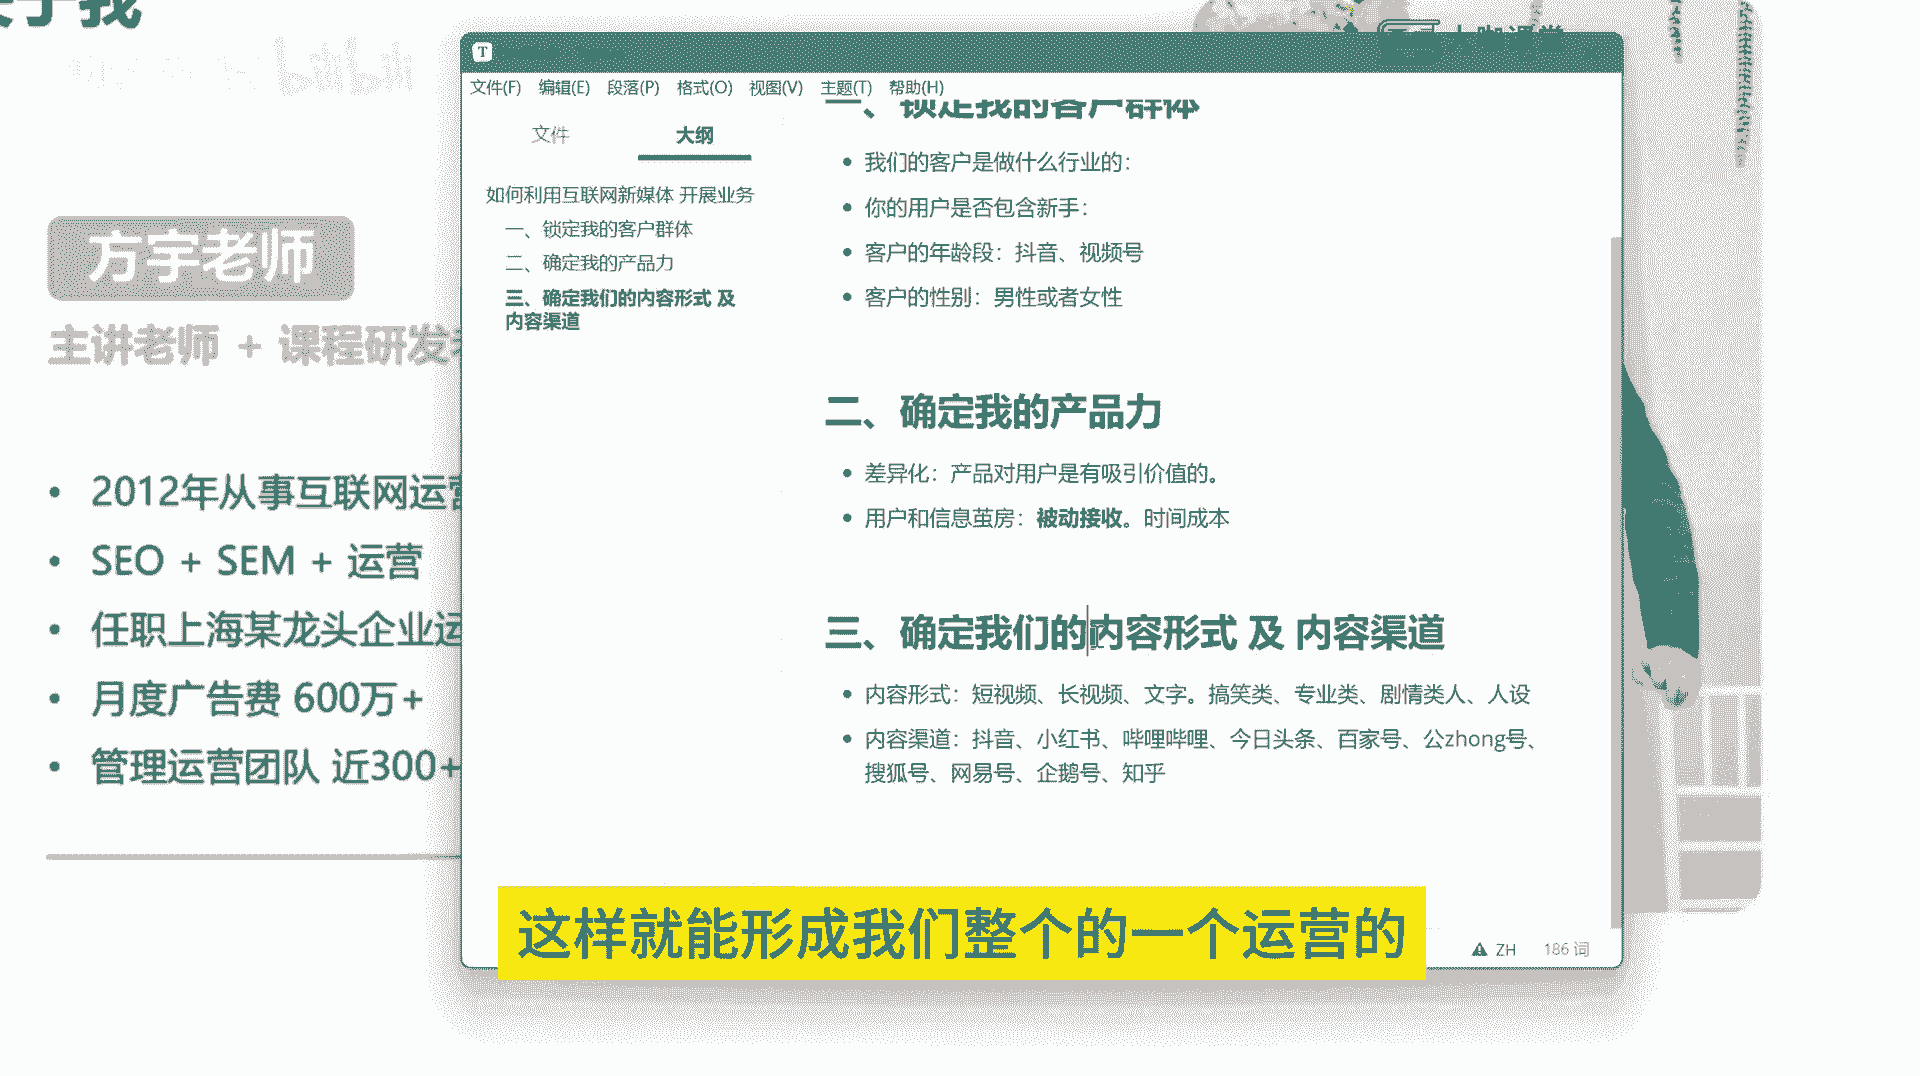 关于我
bilibili
大咖课堂
方宇老师
主讲老师 + 课程研发
2012年从事互联网运营
SEO + SEM + 运营
任职上海某龙头企业运
月度广告费 600万+
管理运营团队 近300+
T
文件(F) 编辑(E) 段落(P) 格式(O) 视图(V) 主题(T) 帮助(H)
文件 大纲
如何利用互联网新媒体 开展业务
一、锁定我的客户群体
二、确定我的产品力
三、确定我们的内容形式 及
内容渠道
一、锁定我的客户群体
我们的客户是做什么行业的：
你的用户是否包含新手：
客户的年龄段：抖音、视频号
客户的性别：男性或者女性
二、确定我的产品力
差异化：产品对用户是有吸引价值的。
用户和信息茧房：被动接收。时间成本
三、确定我们的内容形式 及 内容渠道
内容形式：短视频、长视频、文字。搞笑类、专业类、剧情类人、人设
内容渠道：抖音、小红书、哔哩哔哩、今日头条、百家号、公zhong号、
搜狐号、网易号、企鹅号、知乎
ZH 186 词
这样就能形成我们整个的一个运营的